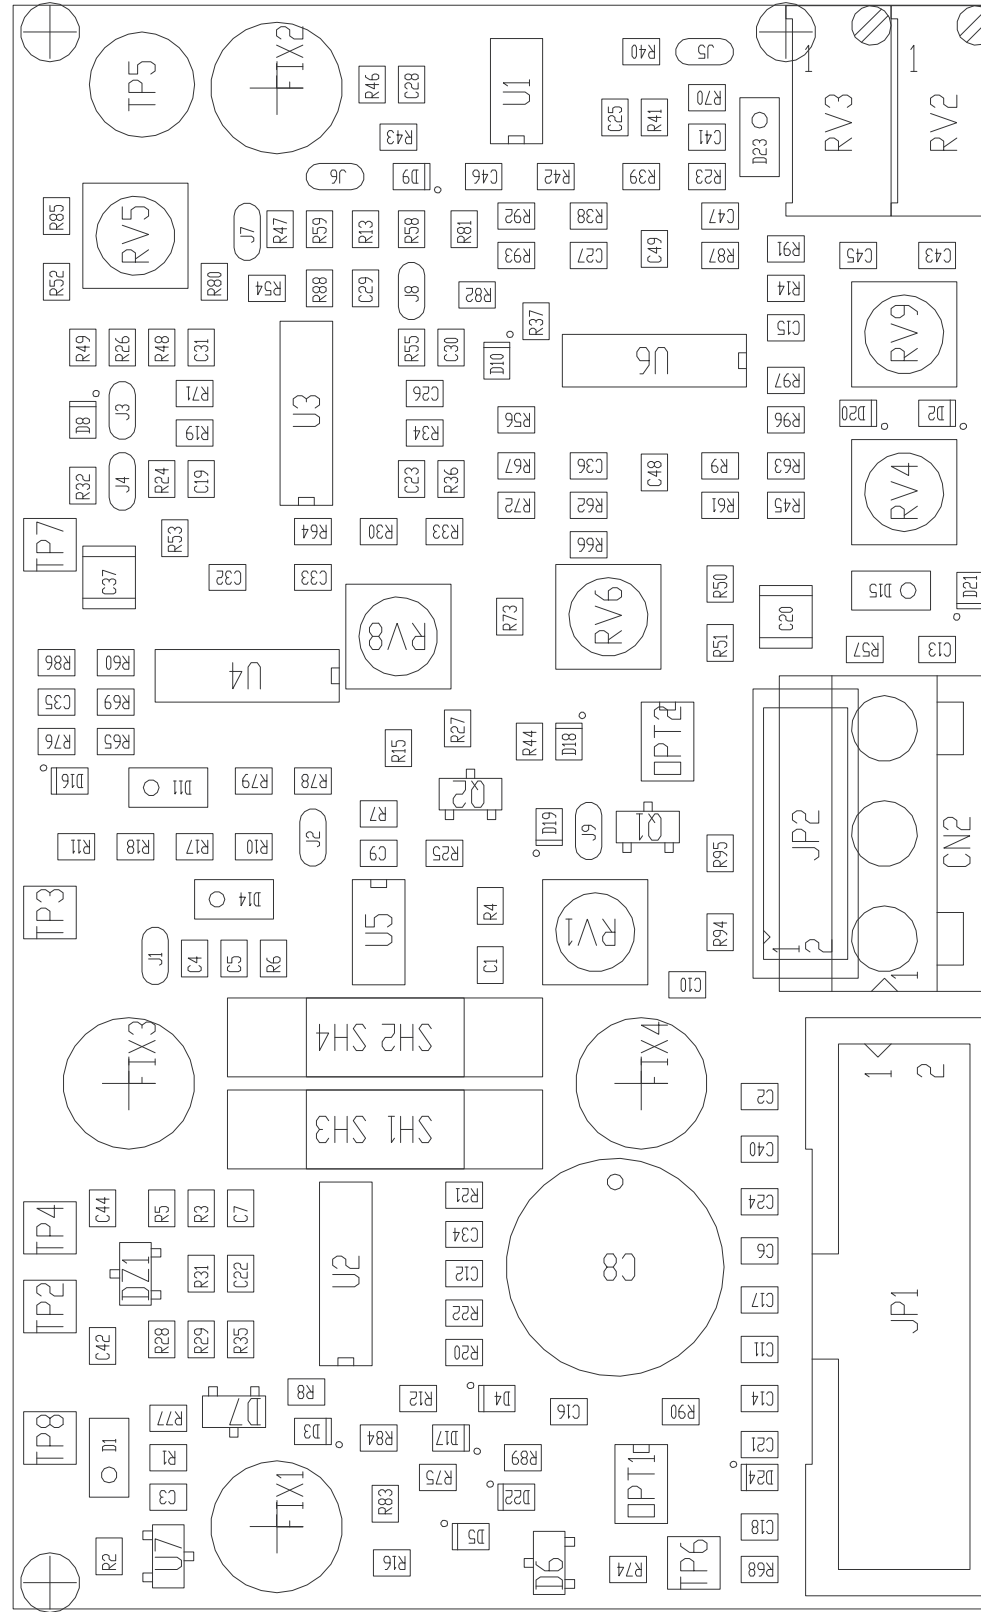 R40
J5
FIX2
TP5
R46
C28
U1
R70
1
1
C25
R41
C41
D23
RV3
RV2
R43
J6
D9
C46
R42
R39
R23
R85
RV5
J7
R47
R59
R13
R58
R81
R92
R38
C47
R93
C27
C49
R87
R91
C45
C43
R52
R80
R54
R88
C29
J8
R82
R14
R37
C15
RV9
R49
R26
R48
C31
R55
C30
D10
U6
R71
C26
R97
D8
J3
R19
U3
R34
R56
R96
D20
D2
R32
J4
R24
C19
C23
R36
R67
C36
C48
R9
R63
R72
R62
R61
R45
RV4
TP7
R53
R64
R30
R33
R66
C37
C32
C33
R50
D15
D21
RV8
R73
RV6
C20
R51
R57
C13
R86
R60
U4
C35
R69
R76
R65
R15
R27
R44
D18
OPT2
D16
D11
R79
R78
Q2
R7
D19
J9
Q1
R11
R18
R17
R10
J2
C9
R25
R95
JP2
CN2
TP3
D14
U5
R4
RV1
R94
J1
C4
C5
R6
C1
C10
1
2
1
SH2 SH4
FIX3
FIX4
1
2
SH1 SH3
C2
C40
TP4
C44
R5
R3
C7
R21
C24
C34
C6
DZ1
R31
C22
U2
C12
C8
TP2
C17
JP1
R22
C42
R28
R29
R35
R20
C11
R8
R12
D4
C14
D7
R77
C16
R90
TP8
D1
D3
R84
D17
C21
R1
R89
OPT1
R75
D24
C3
FIX1
R83
D22
D5
C18
R2
U7
R16
D6
R74
TP6
R68